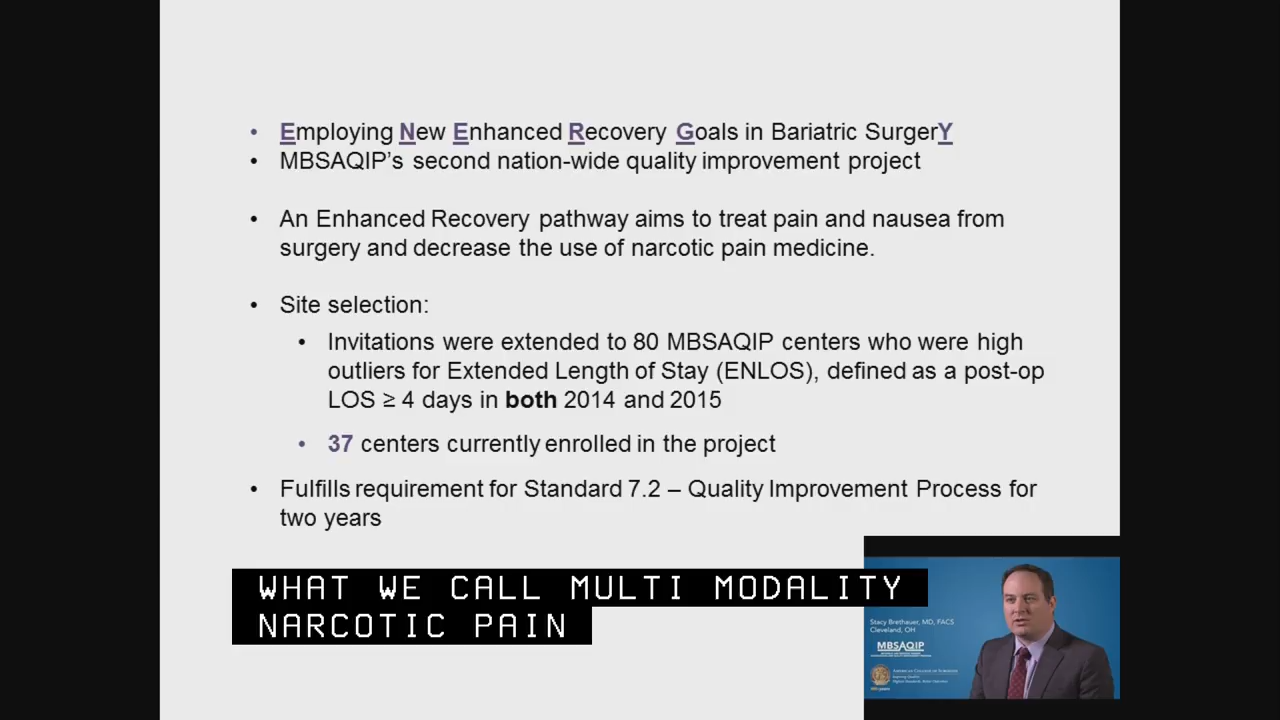 • Employing New Enhanced Recovery Goals in Bariatric SurgerY
• MBSAQIP's second nation-wide quality improvement project
• An Enhanced Recovery pathway aims to treat pain and nausea from
surgery and decrease the use of narcotic pain medicine.
• Site selection:
• Invitations were extended to 80 MBSAQIP centers who were high
outliers for Extended Length of Stay (ENLOS), defined as a post-op
LOS ≥ 4 days in both 2014 and 2015
• 37 centers currently enrolled in the project
• Fulfills requirement for Standard 7.2 – Quality Improvement Process for
two years
WHAT WE CALL MULTI MODALITY
NARCOTIC PAIN
Stacy Brethauer, MD, FACS
Cleveland, OH
MBSAQIP